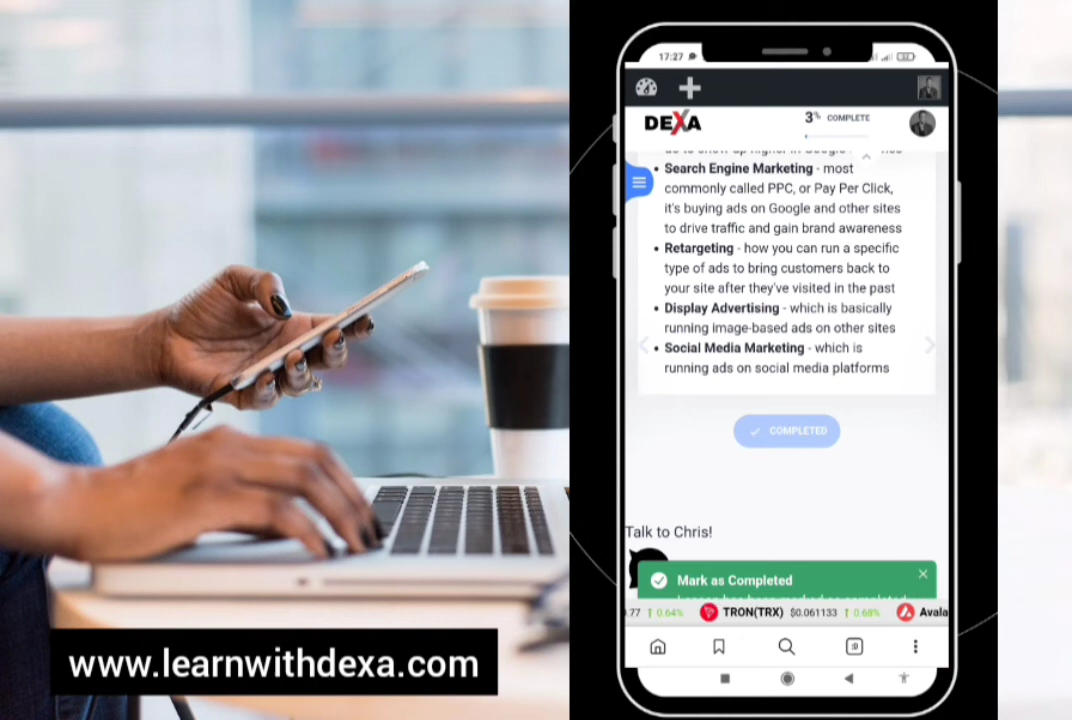 17:27
DEXA
3% COMPLETE
Search Engine Marketing - most
commonly called PPC, or Pay Per Click,
it's buying ads on Google and other sites
to drive traffic and gain brand awareness
Retargeting - how you can run a specific
type of ads to bring customers back to
your site after they've visited in the past
Display Advertising - which is basically
running image-based ads on other sites
Social Media Marketing - which is
running ads on social media platforms
COMPLETED
Talk to Chris!
Mark as Completed
.77 ↑ 0.64% TRON(TRX) $0.061133 ↑ 0.68% Avala
www.learnwithdexa.com